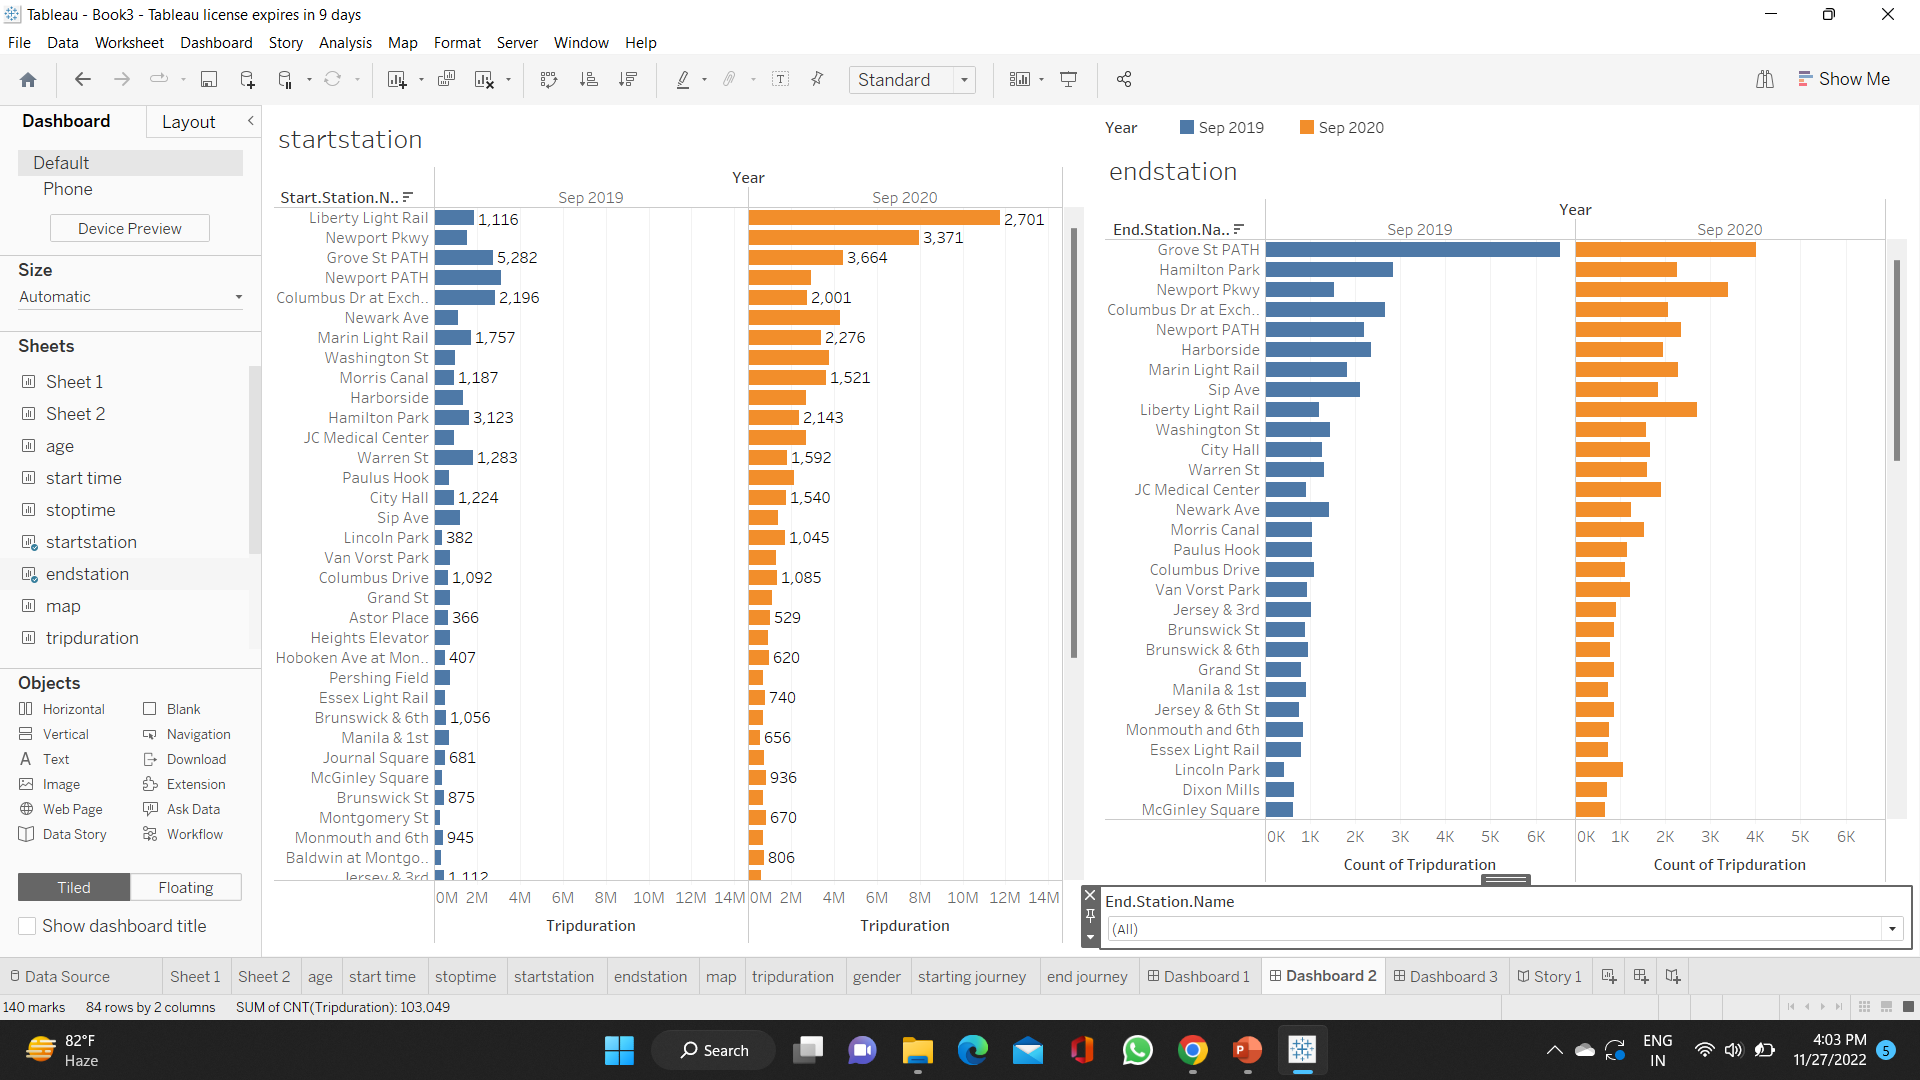 Tableau - Book3 - Tableau license expires in 9 days
File Data Worksheet Dashboard Story Analysis Map Format Server Window Help
Standard
Show Me
Dashboard Layout
Default
Phone
Device Preview
Size
Automatic
Sheets
Sheet 1
Sheet 2
age
start time
stoptime
startstation
endstation
map
tripduration
Objects
Horizontal Blank
Vertical Navigation
Text Download
Image Extension
Web Page Ask Data
Data Story Workflow
Tiled Floating
Show dashboard title
startstation
Year
Start.Station.N.. Sep 2019 Sep 2020
Liberty Light Rail 1,116 2,701
Newport Pkwy 3,371
Grove St PATH 5,282 3,664
Newport PATH
Columbus Dr at Exch.. 2,196 2,001
Newark Ave
Marin Light Rail 1,757 2,276
Washington St
Morris Canal 1,187 1,521
Harborside
Hamilton Park 3,123 2,143
JC Medical Center
Warren St 1,283 1,592
Paulus Hook
City Hall 1,224 1,540
Sip Ave
Lincoln Park 382 1,045
Van Vorst Park
Columbus Drive 1,092 1,085
Grand St
Astor Place 366 529
Heights Elevator
Hoboken Ave at Mon.. 407 620
Pershing Field
Essex Light Rail 740
Brunswick & 6th 1,056
Manila & 1st 656
Journal Square 681
McGinley Square 936
Brunswick St 875
Montgomery St 670
Monmouth and 6th 945
Baldwin at Montgo.. 806
Jersey & 3rd 1,112
0M 2M 4M 6M 8M 10M 12M 14M 0M 2M 4M 6M 8M 10M 12M 14M
Tripduration Tripduration
Year Sep 2019 Sep 2020
endstation
Year
End.Station.Na.. Sep 2019 Sep 2020
Grove St PATH
Hamilton Park
Newport Pkwy
Columbus Dr at Exch..
Newport PATH
Harborside
Marin Light Rail
Sip Ave
Liberty Light Rail
Washington St
City Hall
Warren St
JC Medical Center
Newark Ave
Morris Canal
Paulus Hook
Columbus Drive
Van Vorst Park
Jersey & 3rd
Brunswick St
Brunswick & 6th
Grand St
Manila & 1st
Jersey & 6th St
Monmouth and 6th
Essex Light Rail
Lincoln Park
Dixon Mills
McGinley Square
0K 1K 2K 3K 4K 5K 6K 0K 1K 2K 3K 4K 5K 6K
Count of Tripduration Count of Tripduration
End.Station.Name
(All)
Data Source Sheet 1 Sheet 2 age start time stoptime startstation endstation map tripduration gender starting journey end journey Dashboard 1 Dashboard 2 Dashboard 3 Story 1
140 marks 84 rows by 2 columns SUM of CNT(Tripduration): 103,049
82°F
Haze
Search
ENG
IN
4:03 PM
11/27/2022
5